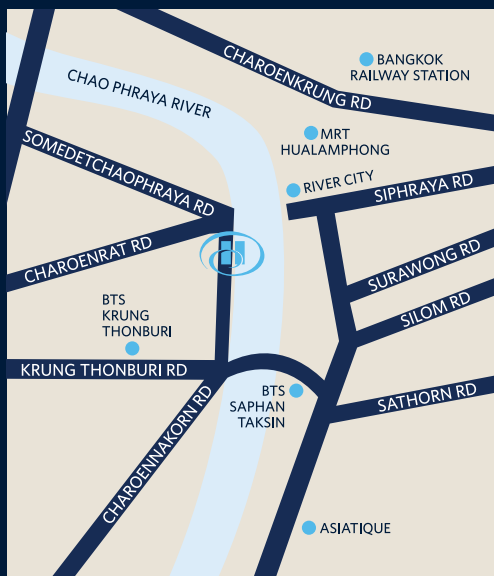 CHAROENKRUNG RD
BANGKOK
RAILWAY STATION
CHAO PHRAYA RIVER
MRT
HUALAMPHONG
SOMEDETCHAOPHRAYA RD
RIVER CITY
SIPHRAYA RD
CHAROENRAT RD
SURAWONG RD
BTS
KRUNG
THONBURI
SILOM RD
KRUNG THONBURI RD
BTS
SAPHAN
TAKSIN
SATHORN RD
CHAROENNAKORN RD
ASIATIQUE